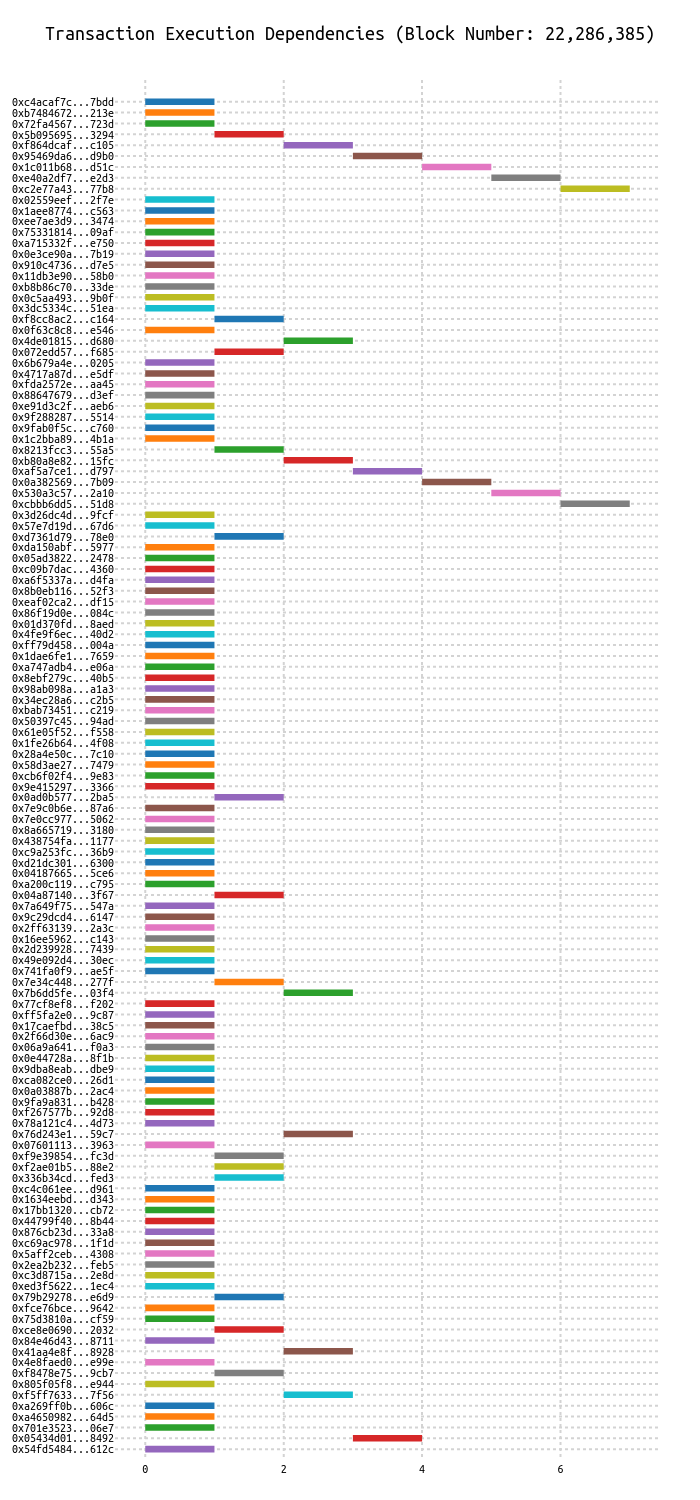 Transaction Execution Dependencies (Block Number: 22,286,385)
0xc4acaf7c...7bdd
0xb7484672...213e
0x72fa4567...723d
0x5b095695...3294
0xf864dcaf...c105
0x95469da6...d9b0
0x1c011b68...d51c
0xe40a2df7...e2d3
0xc2e77a43...77b8
0x02559eef...2f7e
0x1aee8774...c563
0xee7ae3d9...3474
0x75331814...09af
0xa715332f...e750
0x0e3ce90a...7b19
0x910c4736...d7e5
0x11db3e90...58b0
0xb8b86c70...33de
0x0c5aa493...9b0f
0x3dc5334c...51ea
0xf8cc8ac2...c164
0x0f63c8c8...e546
0x4de01815...d680
0x072edd57...f685
0x6b679a4e...0205
0x4717a87d...e5df
0xfda2572e...aa45
0x88647679...d3ef
0xe91d3c2f...aeb6
0x9f288287...5514
0x9fab0f5c...c760
0x1c2bba89...4b1a
0x8213fcc3...55a5
0xb80a8e82...15fc
0xaf5a7ce1...d797
0x0a382569...7b09
0x530a3c57...2a10
0xcbbb6dd5...51d8
0x3d26dc4d...9fcf
0x57e7d19d...67d6
0xd7361d79...78e0
0xda150abf...5977
0x05ad3822...2478
0xc09b7dac...4360
0xa6f5337a...d4fa
0x8b0eb116...52f3
0xeaf02ca2...df15
0x86f19d0e...084c
0x01d370fd...8aed
0x4fe9f6ec...40d2
0xff79d458...004a
0x1dae6fe1...7659
0xa747adb4...e06a
0x8ebf279c...40b5
0x98ab098a...a1a3
0x34ec28a6...c2b5
0xbab73451...c219
0x50397c45...94ad
0x61e05f52...f558
0x1fe26b64...4f08
0x28a4e50c...7c10
0x58d3ae27...7479
0xcb6f02f4...9e83
0x9e415297...3366
0x0ad0b577...2ba5
0x7e9c0b6e...87a6
0x7e0cc977...5062
0x8a665719...3180
0x438754fa...1177
0xc9a253fc...36b9
0xd21dc301...6300
0x04187665...5ce6
0xa200c119...c795
0x04a87140...3f67
0x7a649f75...547a
0x9c29dcd4...6147
0x2ff63139...2a3c
0x16ee5962...c143
0x2d239928...7439
0x49e092d4...30ec
0x741fa0f9...ae5f
0x7e34c448...277f
0x7b6dd5fe...03f4
0x77cf8ef8...f202
0xff5fa2e0...9c87
0x17caefbd...38c5
0x2f66d30e...6ac9
0x06a9a641...f0a3
0x0e44728a...8f1b
0x9dba8eab...dbe9
0xca082ce0...26d1
0x0a03887b...2ac4
0x9fa9a831...b428
0xf267577b...92d8
0x78a121c4...4d73
0x76d243e1...59c7
0x07601113...3963
0xf9e39854...fc3d
0xf2ae01b5...88e2
0x336b34cd...fed3
0xc4c061ee...d961
0x1634eebd...d343
0x17bb1320...cb72
0x44799f40...8b44
0x876cb23d...33a8
0xc69ac978...1f1d
0x5aff2ceb...4308
0x2ea2b232...feb5
0xc3d8715a...2e8d
0xed3f5622...1ec4
0x79b29278...e6d9
0xfce76bce...9642
0x75d3810a...cf59
0xce8e0690...2032
0x84e46d43...8711
0x41aa4e8f...8928
0x4e8faed0...e99e
0xf8478e75...9cb7
0x805f05f8...e944
0xf5ff7633...7f56
0xa269ff0b...606c
0xa4650982...64d5
0x701e3523...06e7
0x05434d01...8492
0x54fd5484...612c
0 2 4 6